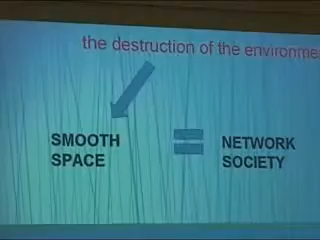 the destruction of the environme
SMOOTH
SPACE
=
NETWORK
SOCIETY